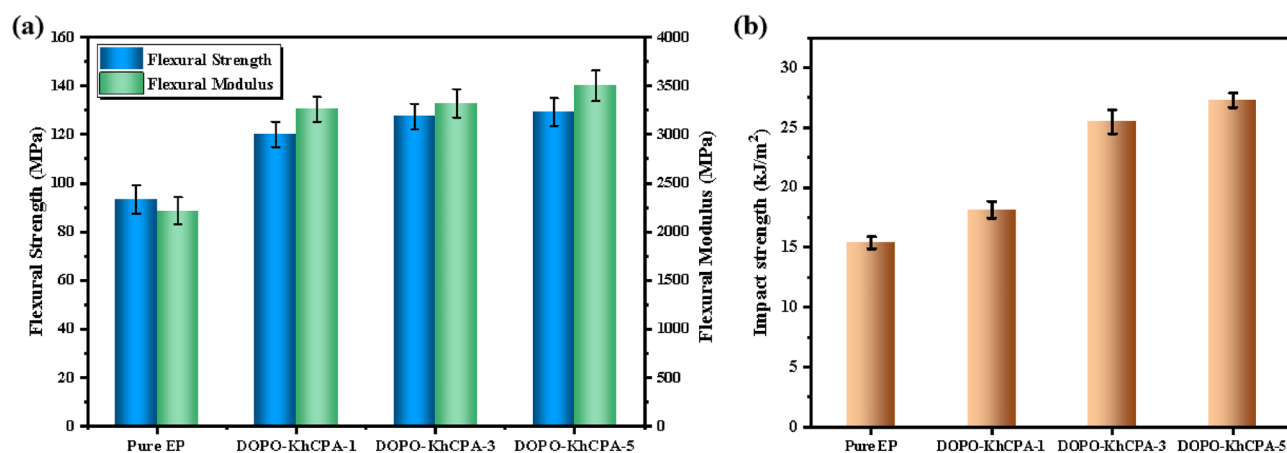 (a)
Flexural Strength (MPa)
160
140
120
100
80
60
40
20
0
Flexural Strength
Flexural Modulus
4000
3500
3000
2500
2000
1500
1000
500
0
Flexural Modulus (MPa)
Pure EP
DOPO-KhCPA-1
DOPO-KhCPA-3
DOPO-KhCPA-5
(b)
Impact strength (kJ/m²)
30
25
20
15
10
5
0
Pure EP
DOPO-KhCPA-1
DOPO-KhCPA-3
DOPO-KhCPA-5